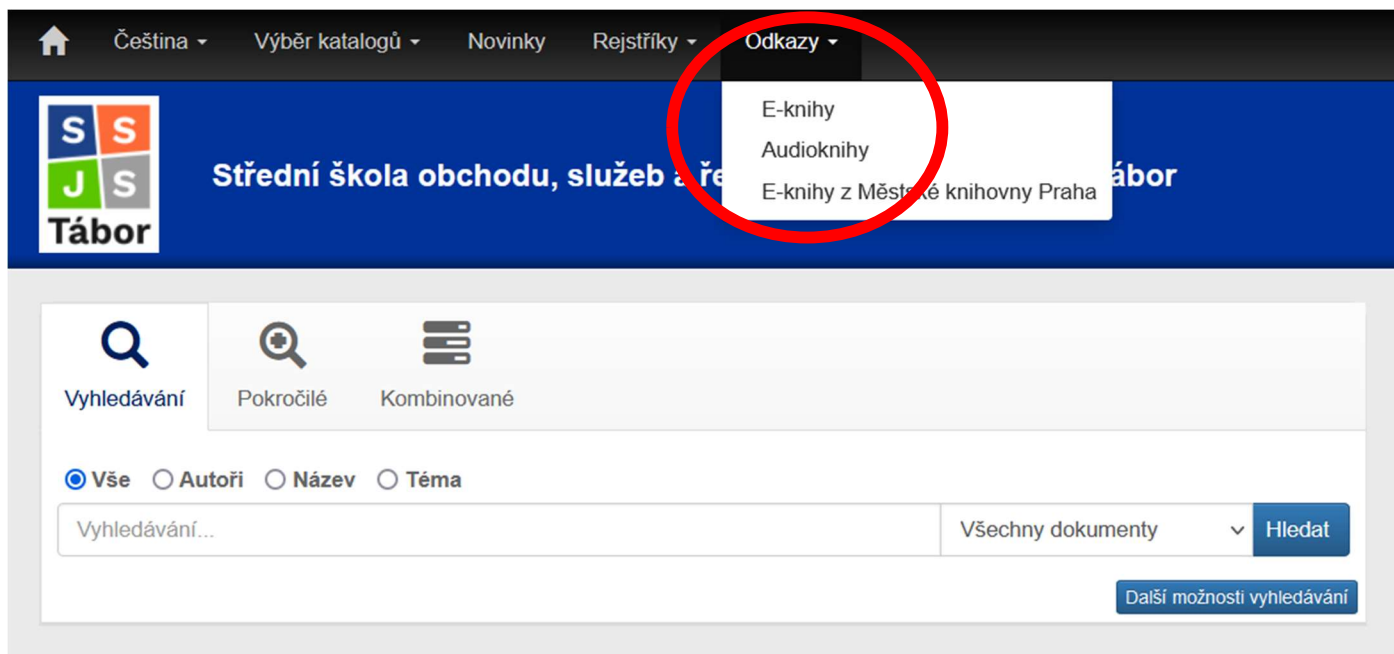 Čeština Výběr katalogů Novinky Rejstříky Odkazy
E-knihy
Audioknihy
E-knihy z Městské knihovny Praha
S S
J S
Tábor
Střední škola obchodu, služeb a ře ábor
Vyhledávání Pokročilé Kombinované
Vše Autoři Název Téma
Vyhledávání... Všechny dokumenty Hledat
Další možnosti vyhledávání